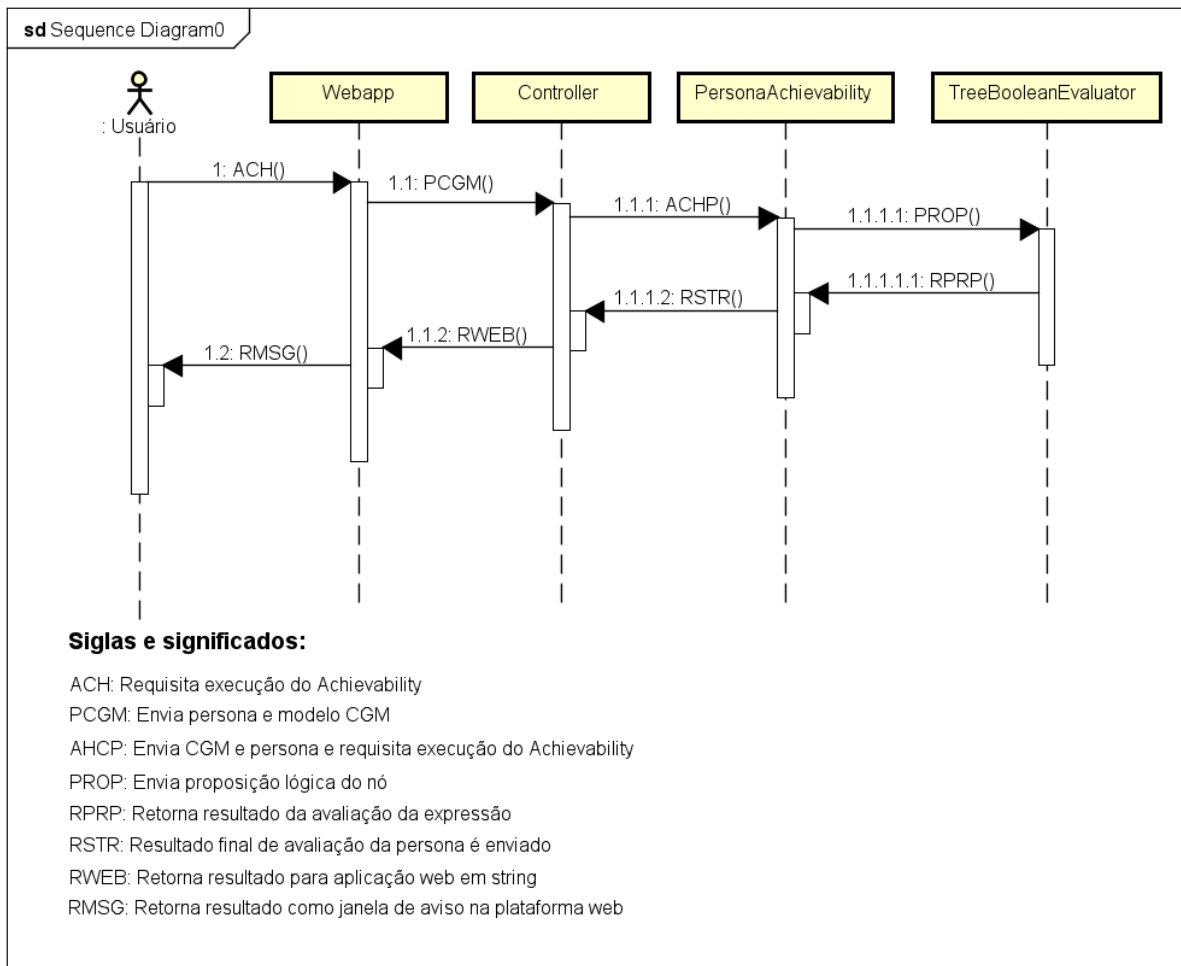 sd Sequence Diagram0
: Usuário
Webapp
Controller
PersonaAchievability
TreeBooleanEvaluator
1: ACH()
1.1: PCGM()
1.1.1: ACHP()
1.1.1.1: PROP()
1.1.1.1.1: RPRP()
1.1.1.2: RSTR()
1.1.2: RWEB()
1.2: RMSG()
Siglas e significados:
ACH: Requisita execução do Achievability
PCGM: Envia persona e modelo CGM
AHCP: Envia CGM e persona e requisita execução do Achievability
PROP: Envia proposição lógica do nó
RPRP: Retorna resultado da avaliação da expressão
RSTR: Resultado final de avaliação da persona é enviado
RWEB: Retorna resultado para aplicação web em string
RMSG: Retorna resultado como janela de aviso na plataforma web